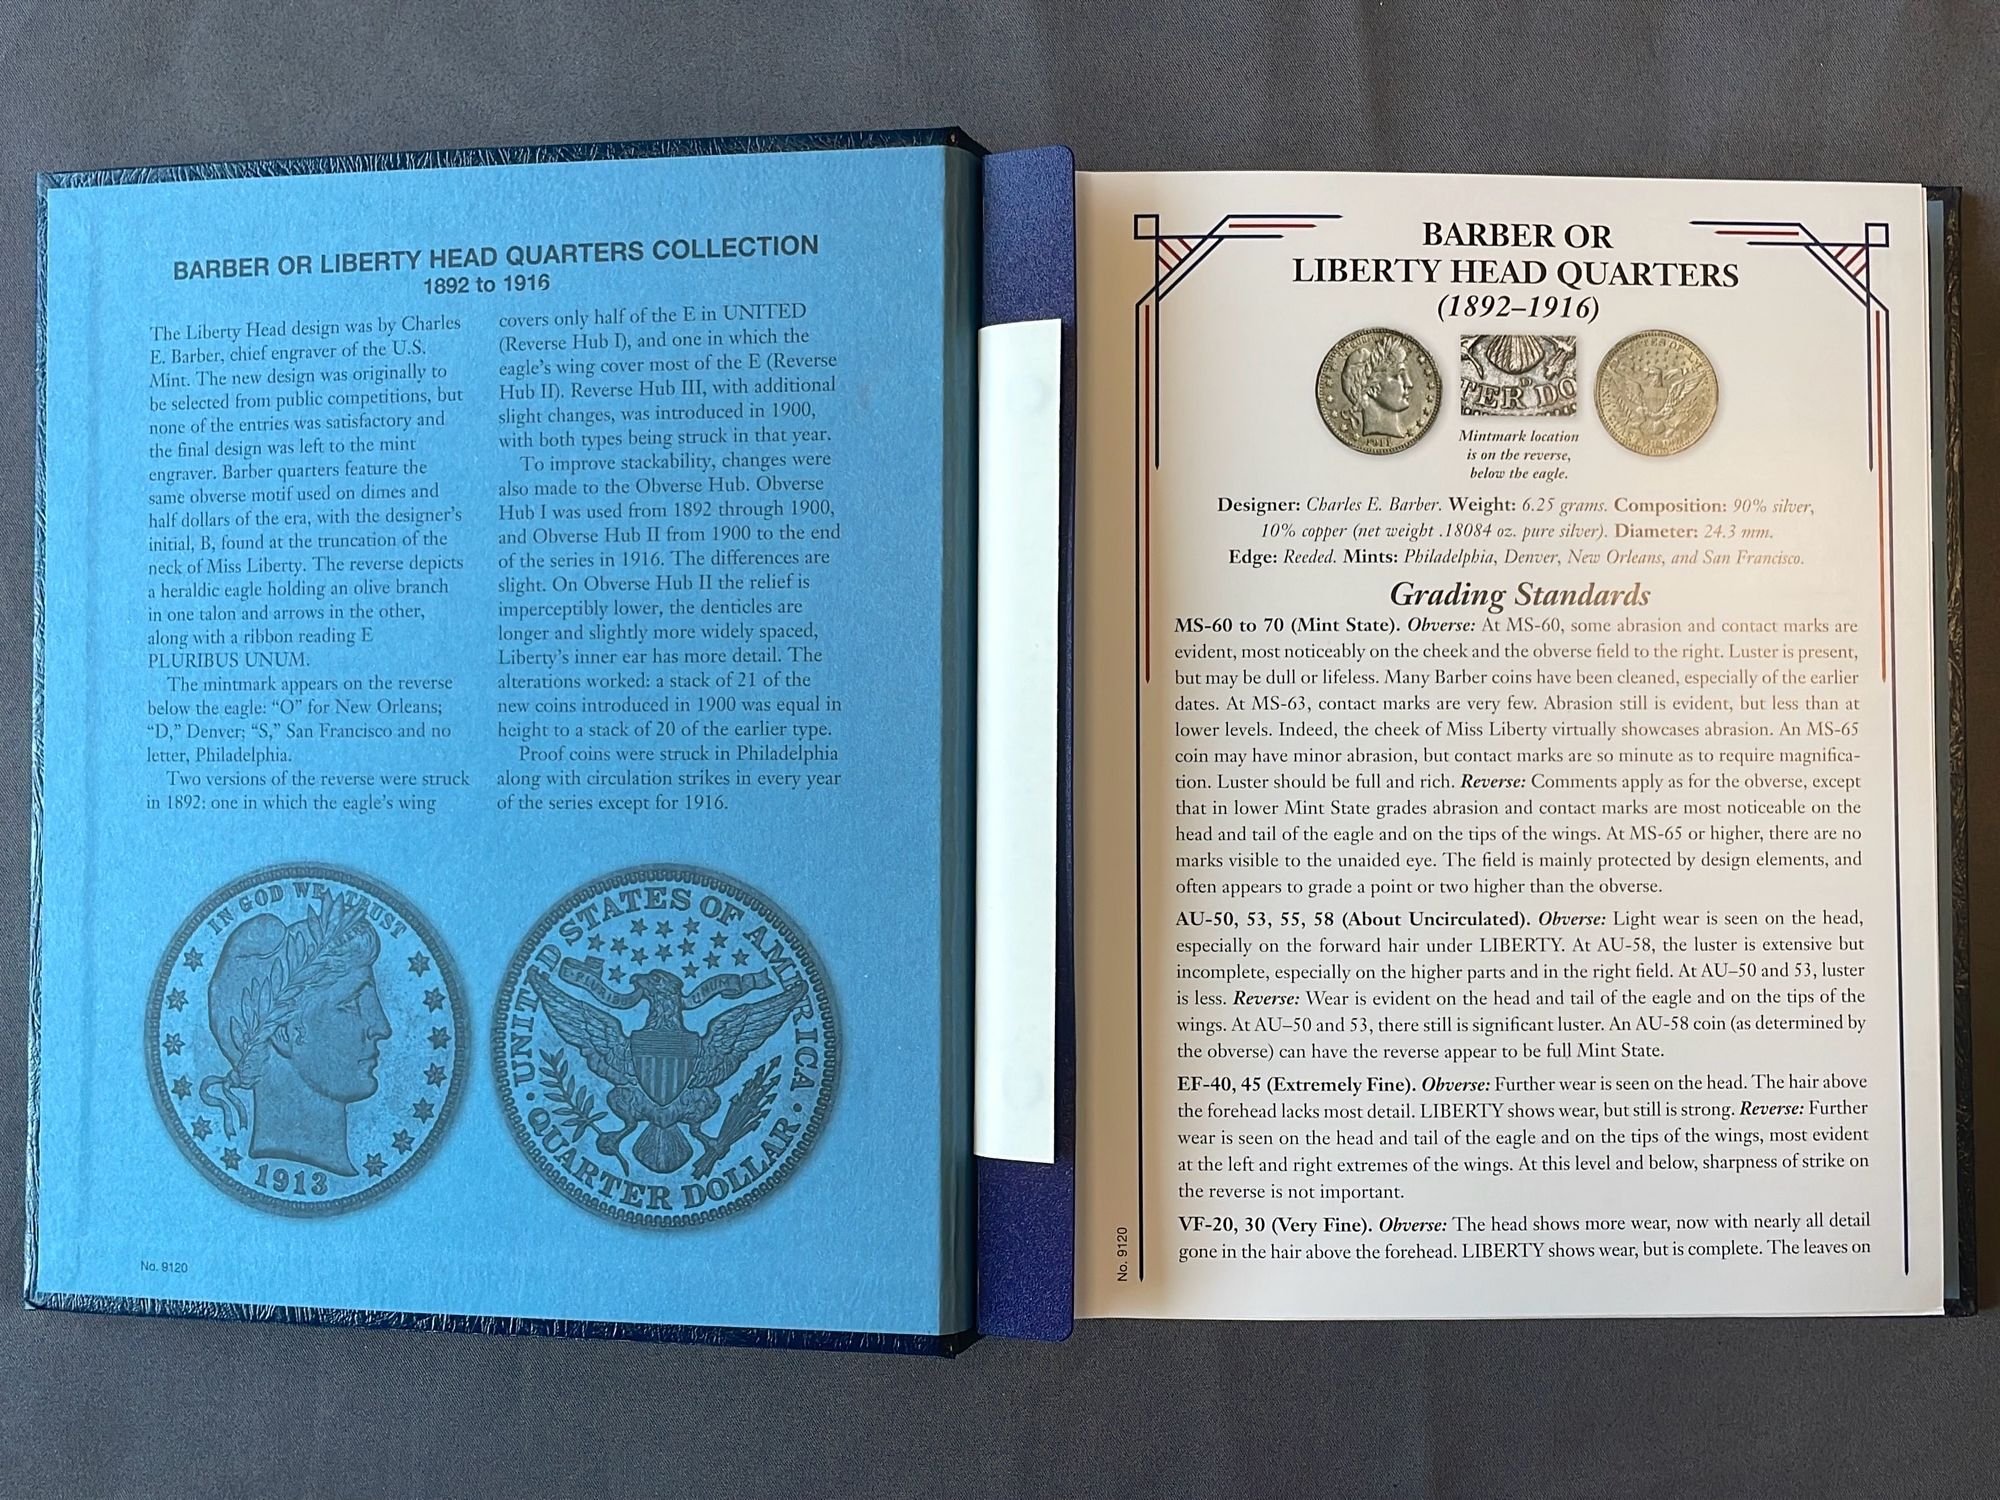 BARBER OR LIBERTY HEAD QUARTERS COLLECTION
1892 to 1916
The Liberty Head design was by Charles
E. Barber, chief engraver of the U.S.
Mint. The new design was originally to
be selected from public competitions, but
none of the entries was satisfactory and
the final design was left to the mint
engraver. Barber quarters feature the
same obverse motif used on dimes and
half dollars of the era, with the designer's
initial, B, found at the truncation of the
neck of Miss Liberty. The reverse depicts
a heraldic eagle holding an olive branch
in one talon and arrows in the other,
along with a ribbon reading E
PLURIBUS UNUM.
The mintmark appears on the reverse
below the eagle: "O" for New Orleans;
"D," Denver; "S," San Francisco and no
letter, Philadelphia.
Two versions of the reverse were struck
in 1892: one in which the eagle's wing
covers only half of the E in UNITED
(Reverse Hub I), and one in which the
eagle's wing cover most of the E (Reverse
Hub II). Reverse Hub III, with additional
slight changes, was introduced in 1900,
with both types being struck in that year.
To improve stackability, changes were
also made to the Obverse Hub. Obverse
Hub I was used from 1892 through 1900,
and Obverse Hub II from 1900 to the end
of the series in 1916. The differences are
slight. On Obverse Hub II the relief is
imperceptibly lower, the denticles are
longer and slightly more widely spaced,
Liberty's inner ear has more detail. The
alterations worked: a stack of 21 of the
new coins introduced in 1900 was equal in
height to a stack of 20 of the earlier type.
Proof coins were struck in Philadelphia
along with circulation strikes in every year
of the series except for 1916.
IN GOD WE TRUST
1913
UNITED STATES OF AMERICA
E PLURIBUS UNUM
QUARTER DOLLAR
No. 9120
BARBER OR
LIBERTY HEAD QUARTERS
(1892–1916)
1911
TER DO
D
Mintmark location
is on the reverse,
below the eagle.
Designer: Charles E. Barber. Weight: 6.25 grams. Composition: 90% silver,
10% copper (net weight .18084 oz. pure silver). Diameter: 24.3 mm.
Edge: Reeded. Mints: Philadelphia, Denver, New Orleans, and San Francisco.
Grading Standards
MS-60 to 70 (Mint State). Obverse: At MS-60, some abrasion and contact marks are
evident, most noticeably on the cheek and the obverse field to the right. Luster is present,
but may be dull or lifeless. Many Barber coins have been cleaned, especially of the earlier
dates. At MS-63, contact marks are very few. Abrasion still is evident, but less than at
lower levels. Indeed, the cheek of Miss Liberty virtually showcases abrasion. An MS-65
coin may have minor abrasion, but contact marks are so minute as to require magnifica-
tion. Luster should be full and rich. Reverse: Comments apply as for the obverse, except
that in lower Mint State grades abrasion and contact marks are most noticeable on the
head and tail of the eagle and on the tips of the wings. At MS-65 or higher, there are no
marks visible to the unaided eye. The field is mainly protected by design elements, and
often appears to grade a point or two higher than the obverse.
AU-50, 53, 55, 58 (About Uncirculated). Obverse: Light wear is seen on the head,
especially on the forward hair under LIBERTY. At AU-58, the luster is extensive but
incomplete, especially on the higher parts and in the right field. At AU–50 and 53, luster
is less. Reverse: Wear is evident on the head and tail of the eagle and on the tips of the
wings. At AU–50 and 53, there still is significant luster. An AU-58 coin (as determined by
the obverse) can have the reverse appear to be full Mint State.
EF-40, 45 (Extremely Fine). Obverse: Further wear is seen on the head. The hair above
the forehead lacks most detail. LIBERTY shows wear, but still is strong. Reverse: Further
wear is seen on the head and tail of the eagle and on the tips of the wings, most evident
at the left and right extremes of the wings. At this level and below, sharpness of strike on
the reverse is not important.
VF-20, 30 (Very Fine). Obverse: The head shows more wear, now with nearly all detail
gone in the hair above the forehead. LIBERTY shows wear, but is complete. The leaves on
No. 9120